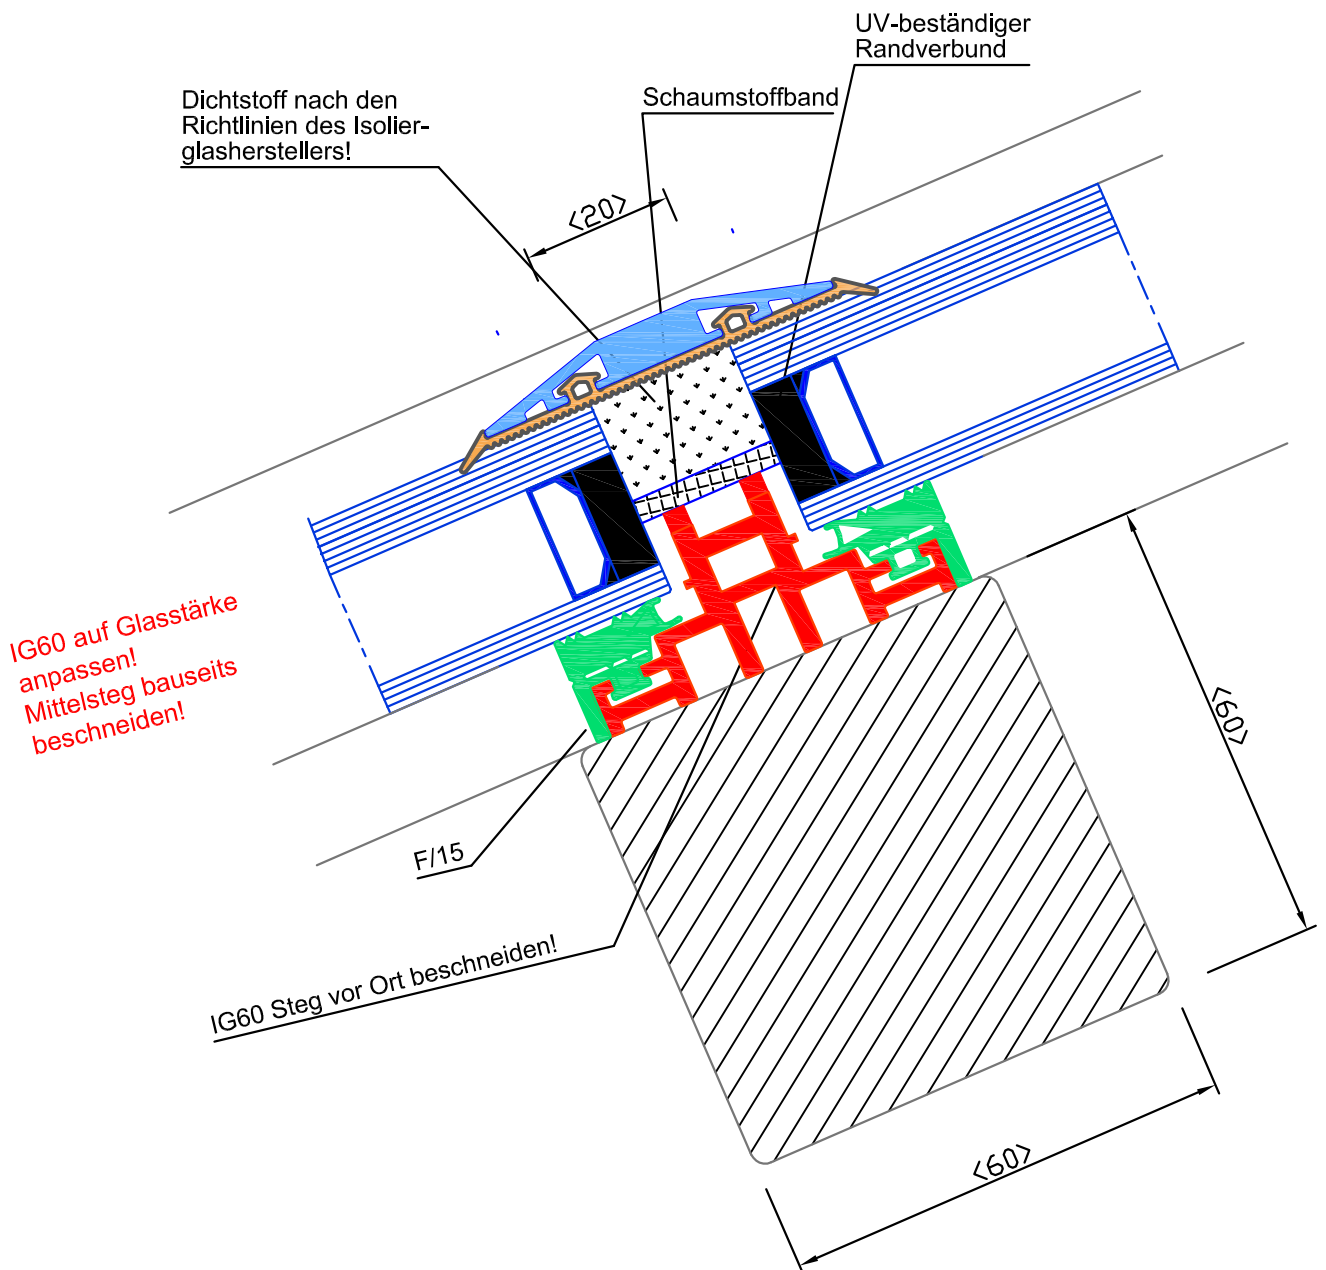 UV-beständiger
Randverbund
Schaumstoffband
Dichtstoff nach den
Richtlinien des Isolier-
glasherstellers!
<20>
IG60 auf Glasstärke
anpassen!
Mittelsteg bauseits
beschneiden!
<60>
F/15
IG60 Steg vor Ort beschneiden!
<60>